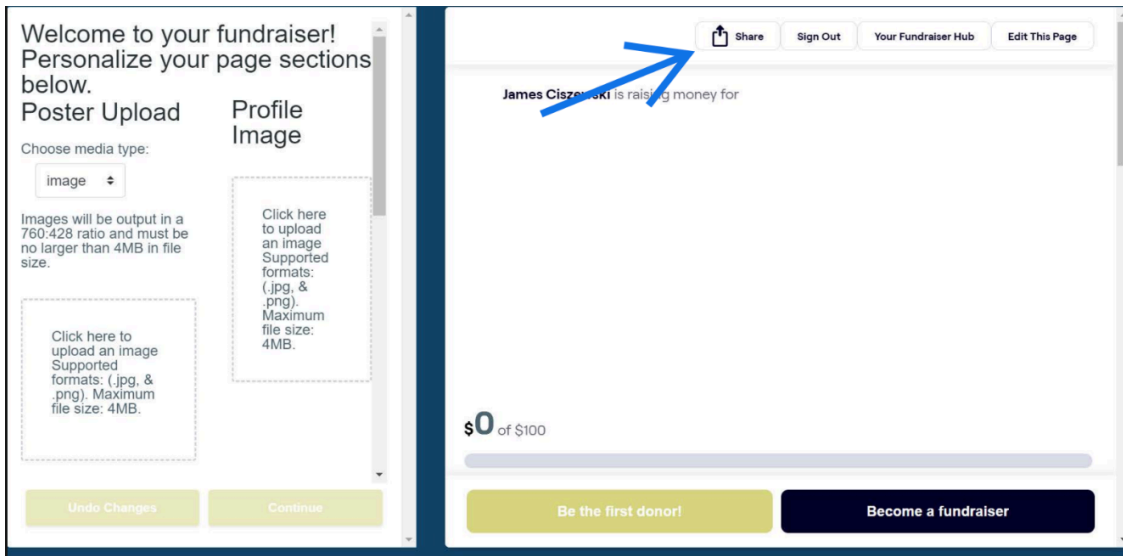 Welcome to your fundraiser!
Personalize your page sections
below.
Poster Upload
Choose media type:
image
Images will be output in a
760:428 ratio and must be
no larger than 4MB in file
size.
Click here to
upload an image
Supported
formats: (.jpg, &
.png). Maximum
file size: 4MB.
Profile
Image
Click here
to upload
an image
Supported
formats:
(.jpg, &
.png).
Maximum
file size:
4MB.
Undo Changes
Continue
Share
Sign Out
Your Fundraiser Hub
Edit This Page
James Ciszewski is raising money for
$0 of $100
Be the first donor!
Become a fundraiser